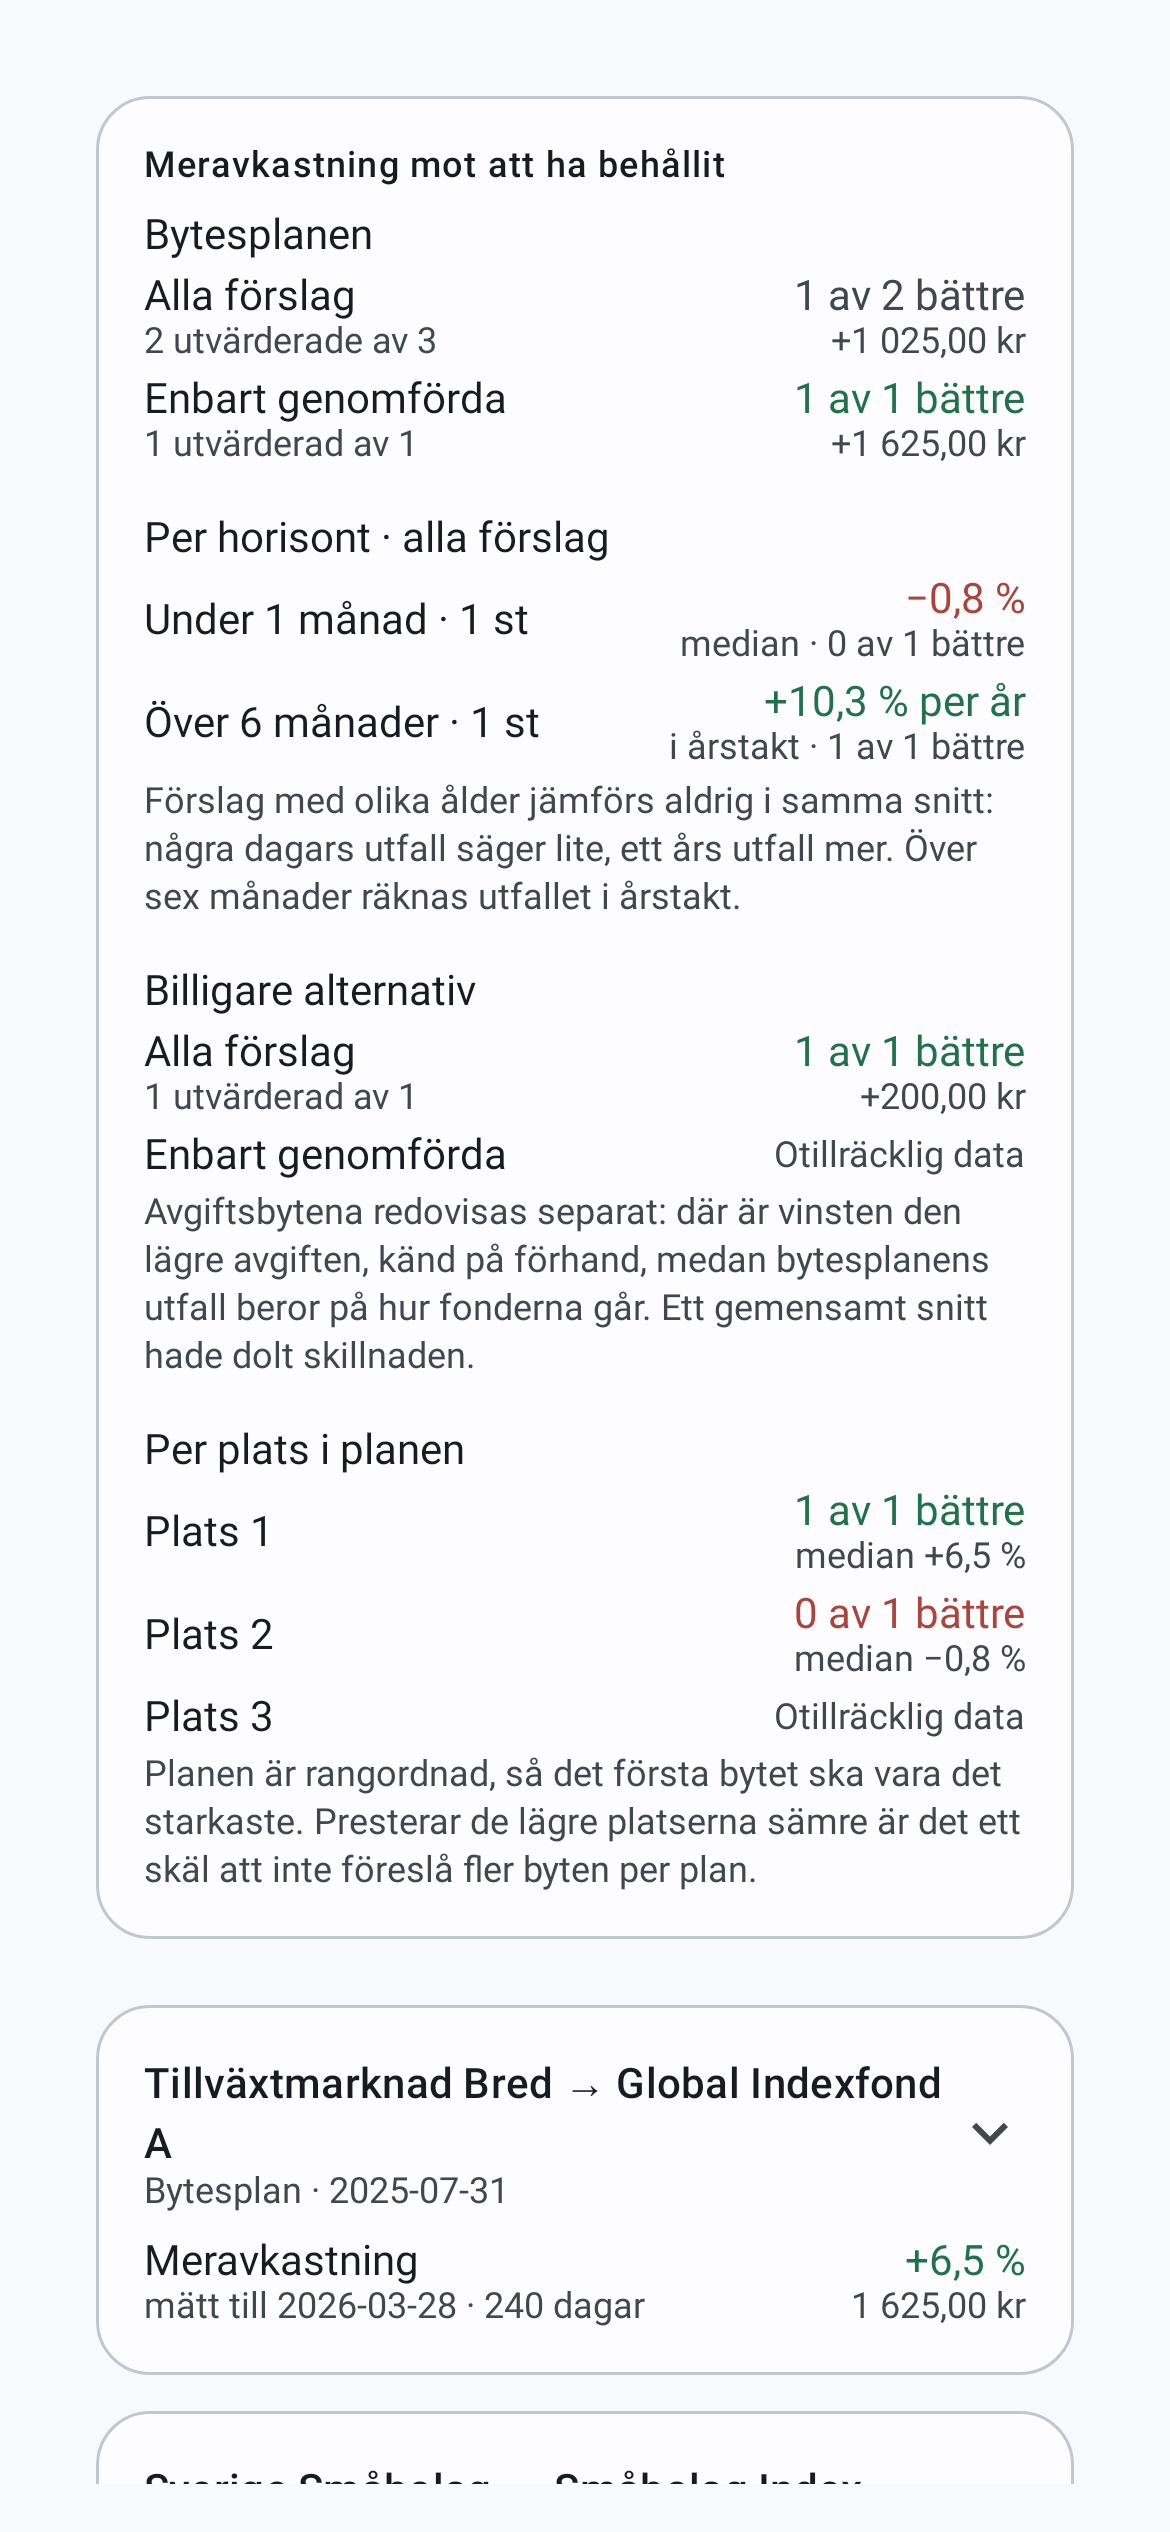 Meravkastning mot att ha behållit
Bytesplanen
Alla förslag 1 av 2 bättre
2 utvärderade av 3 +1 025,00 kr
Enbart genomförda 1 av 1 bättre
1 utvärderad av 1 +1 625,00 kr
Per horisont · alla förslag
Under 1 månad · 1 st −0,8 %
median · 0 av 1 bättre
Över 6 månader · 1 st +10,3 % per år
i årstakt · 1 av 1 bättre
Förslag med olika ålder jämförs aldrig i samma snitt:
några dagars utfall säger lite, ett års utfall mer. Över
sex månader räknas utfallet i årstakt.
Billigare alternativ
Alla förslag 1 av 1 bättre
1 utvärderad av 1 +200,00 kr
Enbart genomförda Otillräcklig data
Avgiftsbytena redovisas separat: där är vinsten den
lägre avgiften, känd på förhand, medan bytesplanens
utfall beror på hur fonderna går. Ett gemensamt snitt
hade dolt skillnaden.
Per plats i planen
Plats 1 1 av 1 bättre
median +6,5 %
Plats 2 0 av 1 bättre
median −0,8 %
Plats 3 Otillräcklig data
Planen är rangordnad, så det första bytet ska vara det
starkaste. Presterar de lägre platserna sämre är det ett
skäl att inte föreslå fler byten per plan.
Tillväxtmarknad Bred → Global Indexfond
A
Bytesplan · 2025-07-31
Meravkastning +6,5 %
mätt till 2026-03-28 · 240 dagar 1 625,00 kr